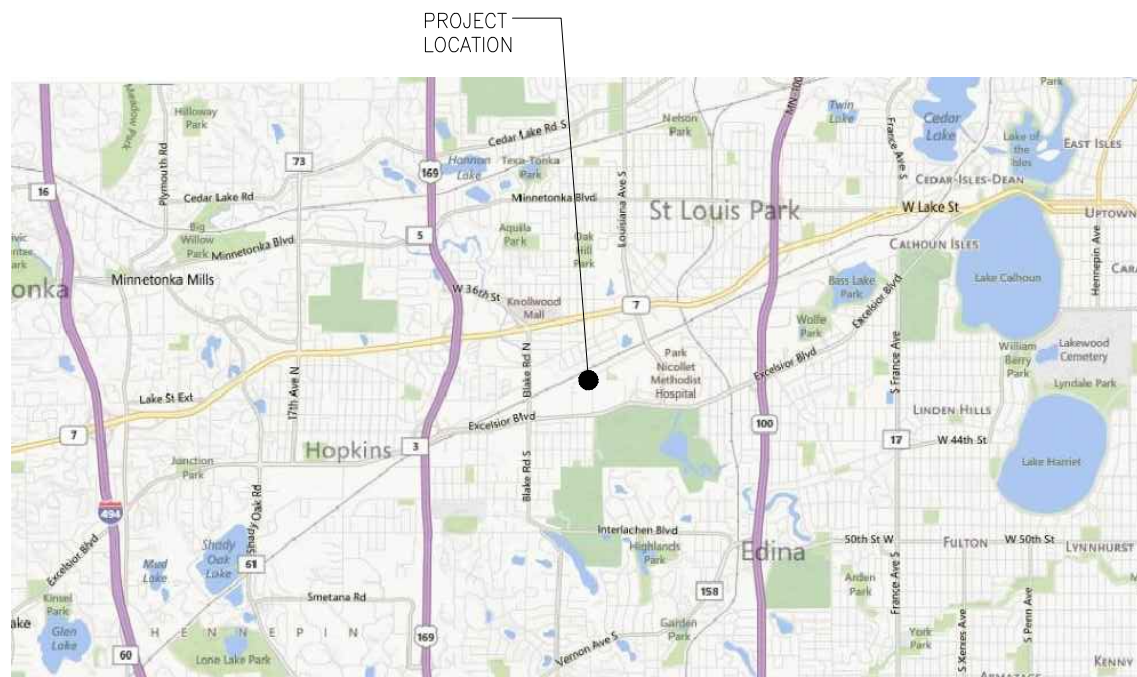 PROJECT
LOCATION
Meadow Park
Hilloway
Park
Plymouth Rd
73
Cedar Lake Rd S
Hannan
Lake
Texa-Tonka
Park
169
Louisiana Ave S
Nelson
Park
MN-100
Twin
Lake
France Ave S
Cedar
Lake
Park
Lake of
the
Isles
EAST ISLES
CEDAR-ISLES-DEAN
16
Cedar Lake Rd
Minnetonka Blvd
St Louis Park
W Lake St
UPTOWN
Big
Willow
Park
Minnetonka Blvd
5
Aquila
Park
Oak
Hill
Park
CALHOUN ISLES
Hennepin Ave
Minnetonka Mills
onka
W 36th St
Knollwood
Mall
7
Bass Lake
Park
Lake Calhoun
CARA
Wolfe
Park
Excelsior Blvd
S France Ave
William
Berry
Park
Lakewood
Cemetery
Lyndale Park
Blake Rd N
Park
Nicollet
Methodist
Hospital
Excelsior Blvd
17th Ave N
Lake St Ext
7
Hopkins
3
Excelsior Blvd
100
LINDEN HILLS
17
W 44th St
Lake Harriet
Junction
Park
Blake Rd S
Shady Oak Rd
494
Excelsior Blvd
Mud
Lake
Shady
Oak
Lake
61
Interlachen Blvd
Highlands
Park
Edina
50th St W
FULTON
W 50th St
LYNNHURST
Kinsel
Park
Smetana Rd
158
Arden
Park
France Ave S
S Xerxes Ave
S Penn Ave
ake
Glen
Lake
HENNEPIN
60
Lone Lake Park
169
Vernon Ave S
Garden
Park
York
Park
KENNY
ARMATAGE